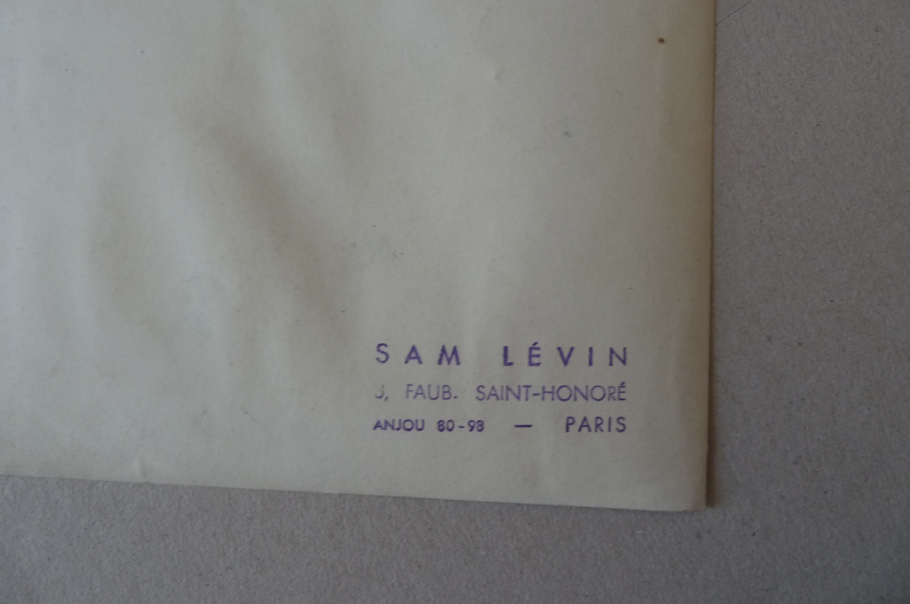 SAM LÉVIN
FAUB. SAINT-HONORÉ
ANJOU 80-98 — PARIS